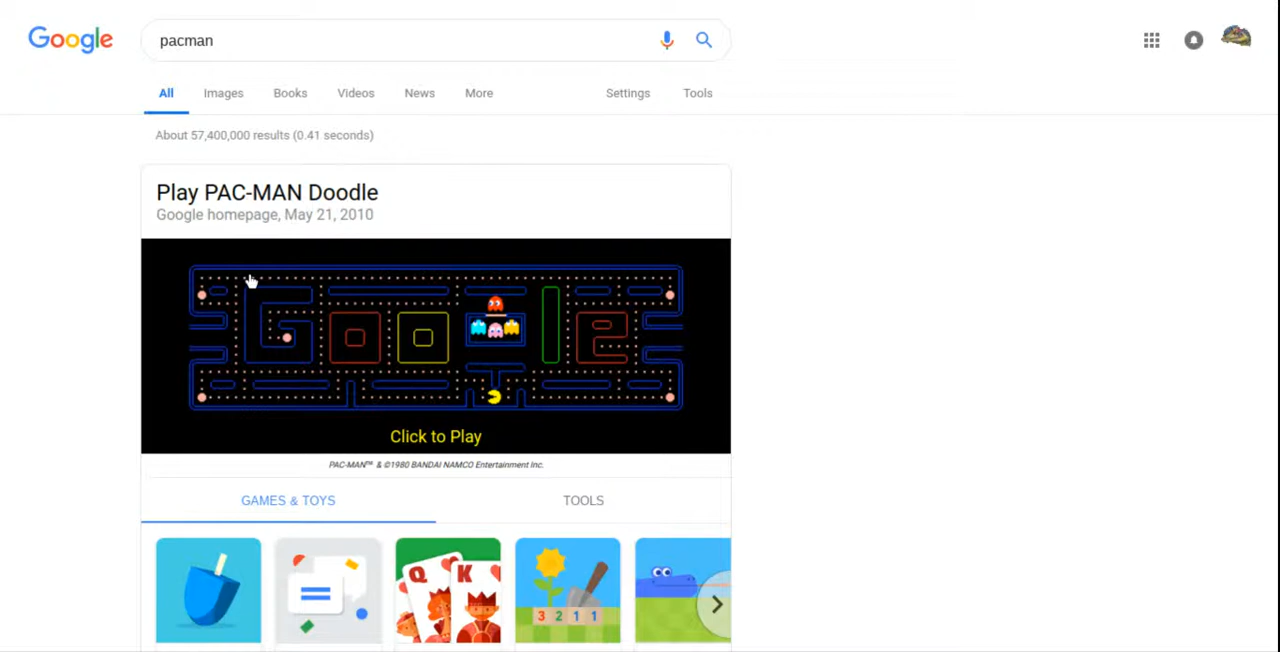 Google
pacman
All Images Books Videos News More Settings Tools
About 57,400,000 results (0.41 seconds)
Play PAC-MAN Doodle
Google homepage, May 21, 2010
Click to Play
PAC-MAN™ & ©1980 BANDAI NAMCO Entertainment Inc.
GAMES & TOYS TOOLS
Q K 3 2 1 1